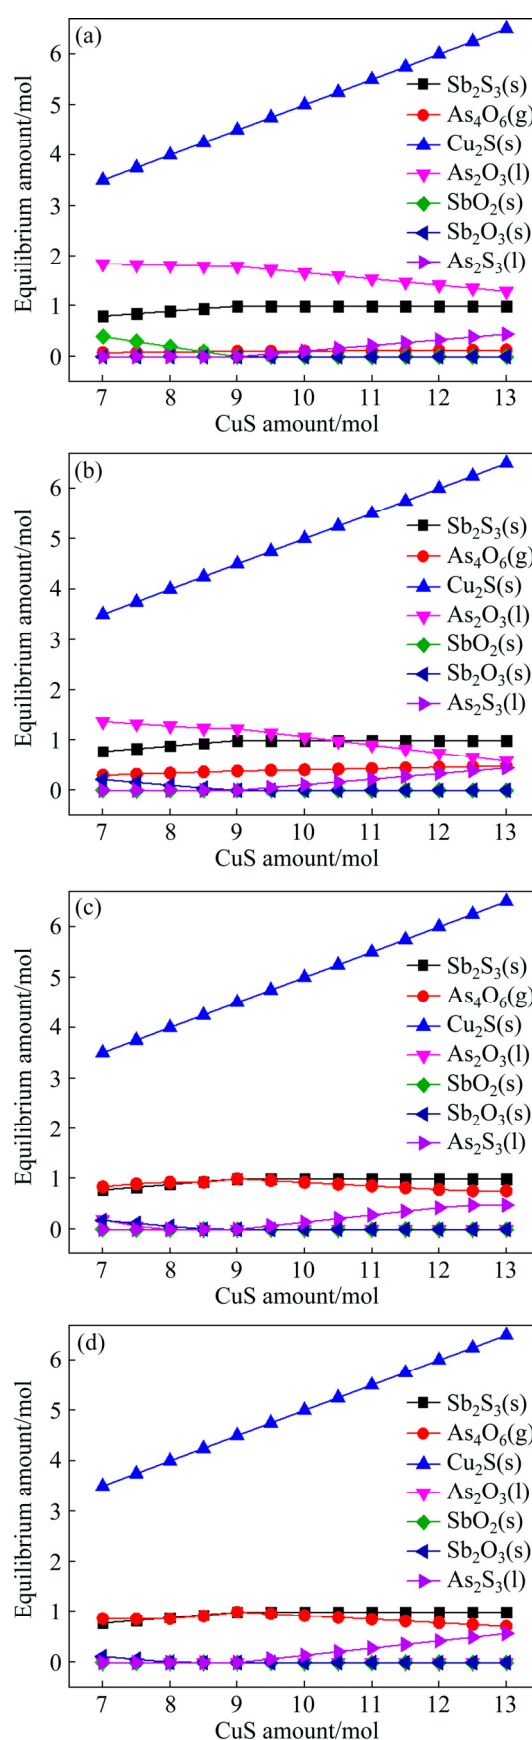 (a)
6
5
4
3
2
1
0
Equilibrium amount/mol
Sb₂S₃(s)
As₄O₆(g)
Cu₂S(s)
As₂O₃(l)
SbO₂(s)
Sb₂O₃(s)
As₂S₃(l)
7 8 9 10 11 12 13
CuS amount/mol
(b)
6
5
4
3
2
1
0
Equilibrium amount/mol
Sb₂S₃(s)
As₄O₆(g)
Cu₂S(s)
As₂O₃(l)
SbO₂(s)
Sb₂O₃(s)
As₂S₃(l)
7 8 9 10 11 12 13
CuS amount/mol
(c)
6
5
4
3
2
1
0
Equilibrium amount/mol
Sb₂S₃(s)
As₄O₆(g)
Cu₂S(s)
As₂O₃(l)
SbO₂(s)
Sb₂O₃(s)
As₂S₃(l)
7 8 9 10 11 12 13
CuS amount/mol
(d)
6
5
4
3
2
1
0
Equilibrium amount/mol
Sb₂S₃(s)
As₄O₆(g)
Cu₂S(s)
As₂O₃(l)
SbO₂(s)
Sb₂O₃(s)
As₂S₃(l)
7 8 9 10 11 12 13
CuS amount/mol